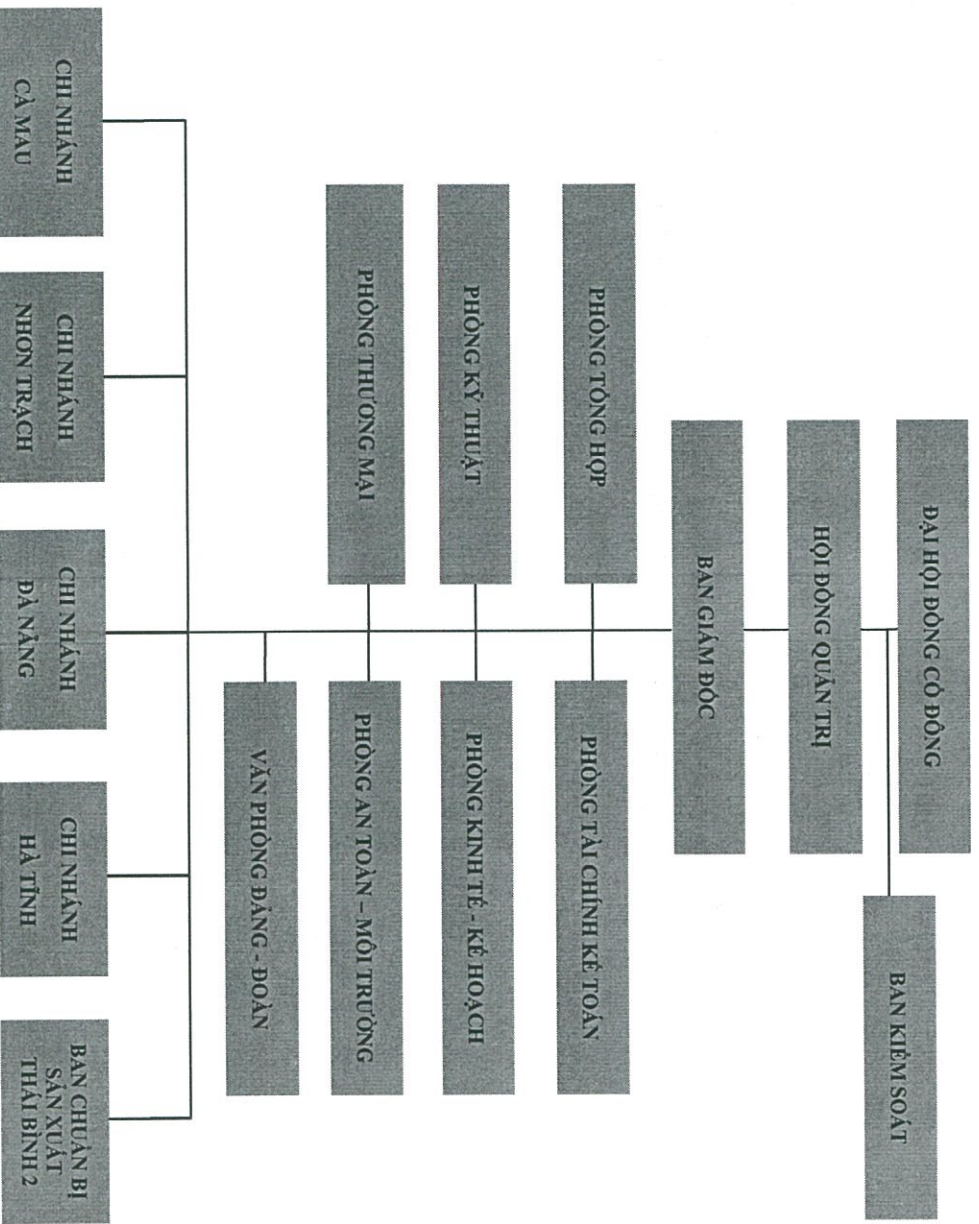 ĐẠI HỘI ĐỒNG CỔ ĐÔNG
BAN KIỂM SOÁT
HỘI ĐỒNG QUẢN TRỊ
BAN GIÁM ĐỐC
PHÒNG TỔNG HỢP
PHÒNG TÀI CHÍNH KẾ TOÁN
PHÒNG KỸ THUẬT
PHÒNG KINH TẾ - KẾ HOẠCH
PHÒNG THƯƠNG MẠI
PHÒNG AN TOÀN – MÔI TRƯỜNG
VĂN PHÒNG ĐẢNG - ĐOÀN
CHI NHÁNH
CÀ MAU
CHI NHÁNH
NHƠN TRẠCH
CHI NHÁNH
ĐÀ NẴNG
CHI NHÁNH
HÀ TĨNH
BAN CHUẨN BỊ
SẢN XUẤT
THÁI BÌNH 2